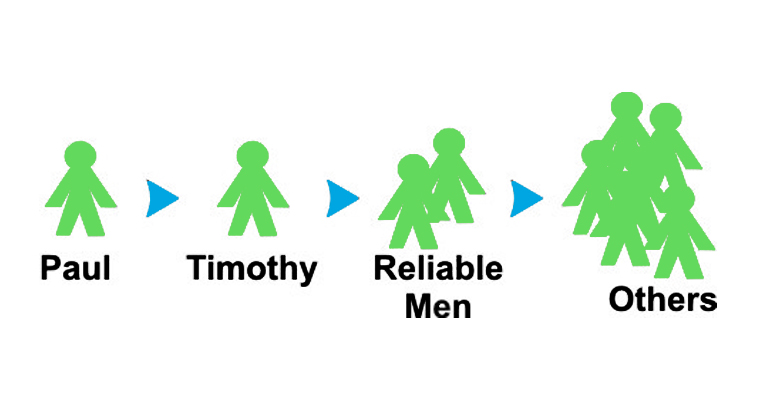 Paul
Timothy
Reliable
Men
Others